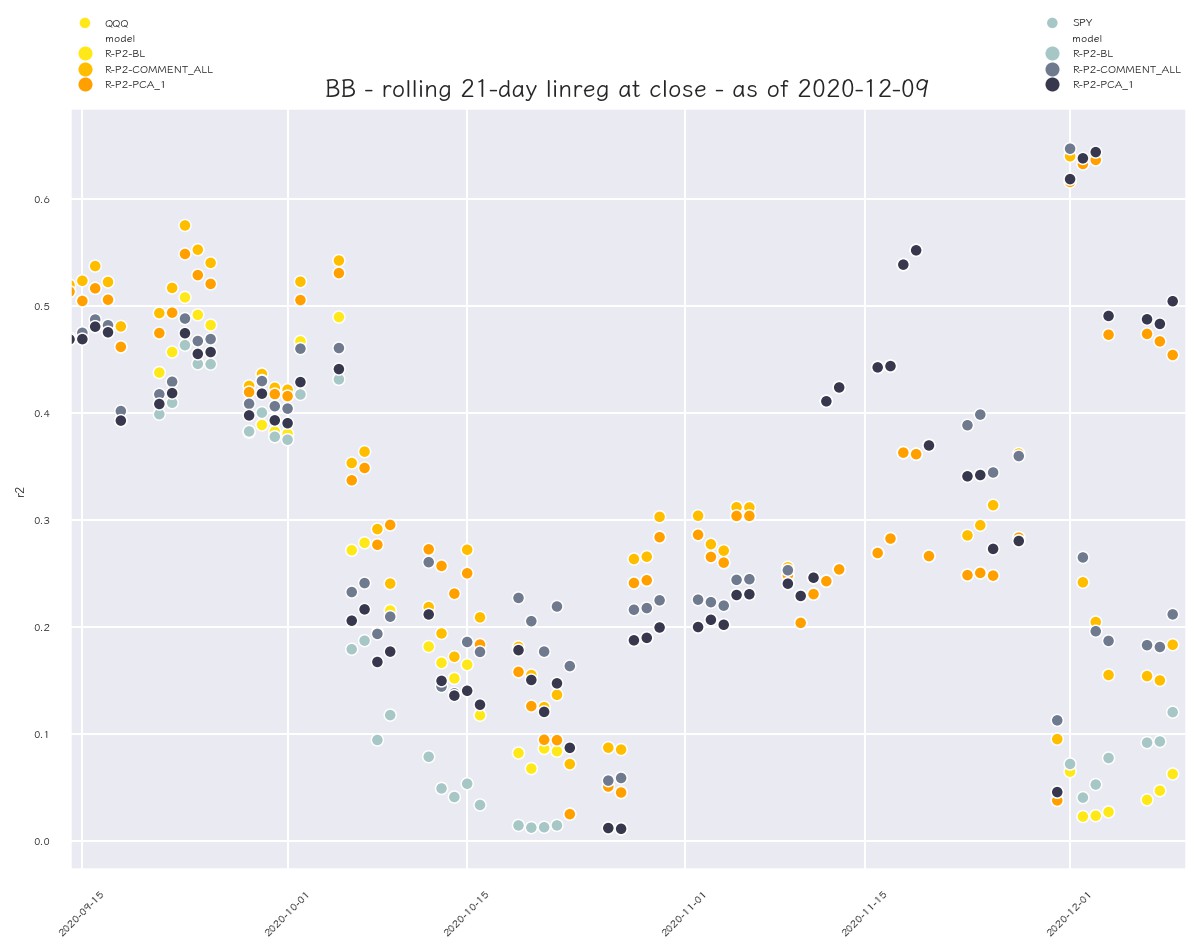 QQQ
model
R-P2-BL
R-P2-COMMENT_ALL
R-P2-PCA_1
SPY
model
R-P2-BL
R-P2-COMMENT_ALL
R-P2-PCA_1
BB - rolling 21-day linreg at close - as of 2020-12-09
0.6
0.5
0.4
0.3
0.2
0.1
0.0
r2
2020-09-15
2020-10-01
2020-10-15
2020-11-01
2020-11-15
2020-12-01